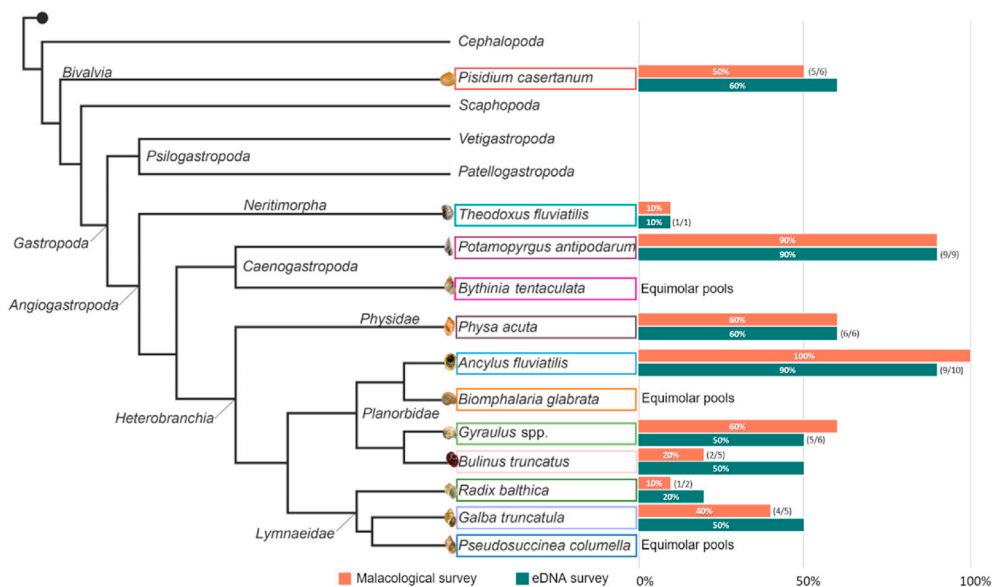 Cephalopoda
Bivalvia
Pisidium casertanum
50%
(5/6)
60%
Scaphopoda
Vetigastropoda
Psilogastropoda
Patellogastropoda
Neritimorpha
Theodoxus fluviatilis
10%
10%
(1/1)
Gastropoda
Potamopyrgus antipodarum
90%
90%
(9/9)
Caenogastropoda
Bythinia tentaculata
Equimolar pools
Angiogastropoda
Physidae
Physa acuta
60%
60%
(6/6)
Ancylus fluviatilis
100%
90%
(9/10)
Biomphalaria glabrata
Equimolar pools
Planorbidae
Heterobranchia
Gyraulus spp.
60%
50%
(5/6)
Bulinus truncatus
20%
(2/5)
50%
Radix balthica
10%
(1/2)
20%
Galba truncatula
40%
(4/5)
50%
Lymnaeidae
Pseudosuccinea columella
Equimolar pools
Malacological survey
eDNA survey
0%
50%
100%